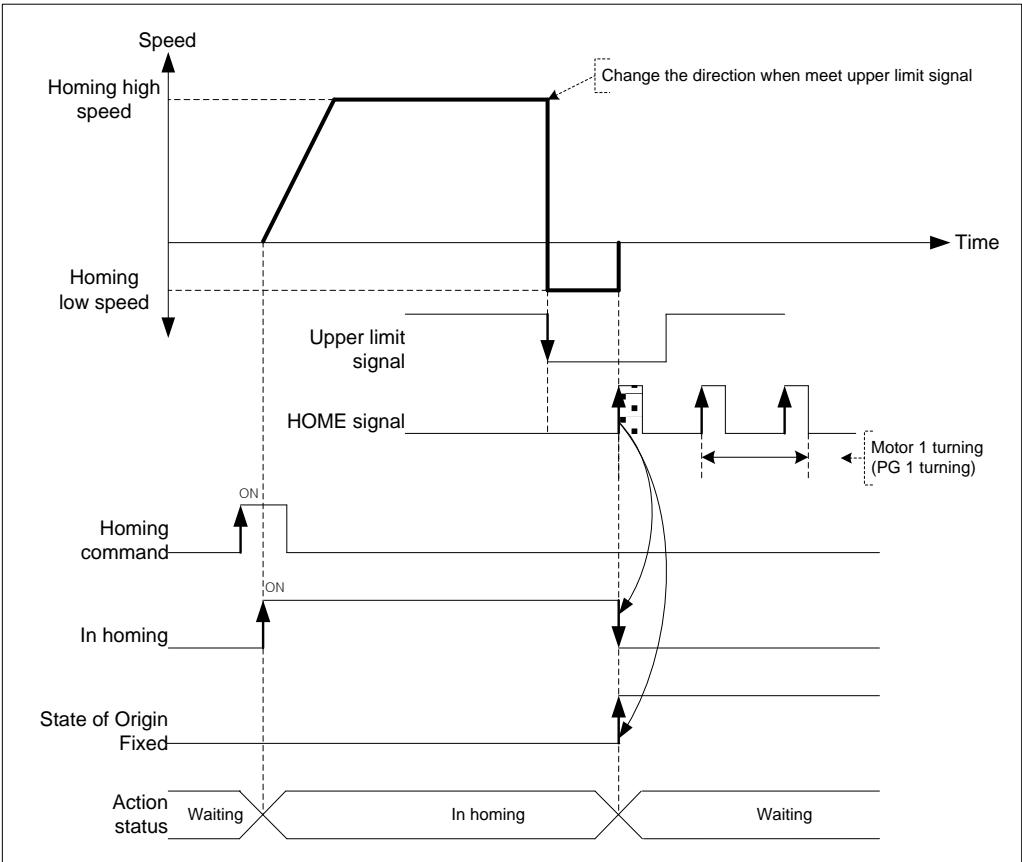 Speed
Homing high
speed
Change the direction when meet upper limit signal
Time
Homing
low speed
Upper limit
signal
HOME signal
Motor 1 turning
(PG 1 turning)
ON
Homing
command
ON
In homing
State of Origin
Fixed
Action
status
Waiting
In homing
Waiting